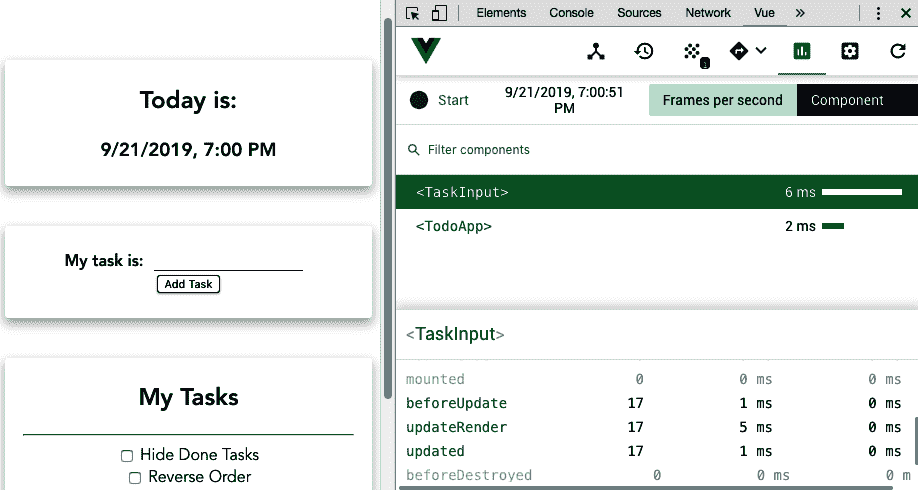 Today is:
9/21/2019, 7:00 PM
My task is:
Add Task
My Tasks
Hide Done Tasks
Reverse Order
Elements Console Sources Network Vue »
1
Start 9/21/2019, 7:00:51 PM Frames per second Component
Filter components
<TaskInput> 6 ms
<TodoApp> 2 ms
<TaskInput>
mounted 0 0 ms 0 ms
beforeUpdate 17 1 ms 0 ms
updateRender 17 5 ms 0 ms
updated 17 1 ms 0 ms
beforeDestroyed 0 0 ms 0 m